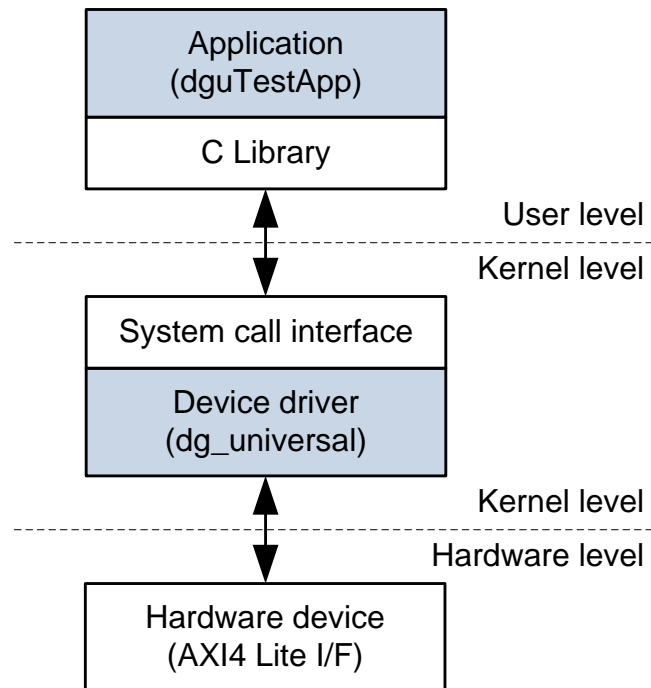 Application
(dguTestApp)
C Library
User level
Kernel level
System call interface
Device driver
(dg_universal)
Kernel level
Hardware level
Hardware device
(AXI4 Lite I/F)